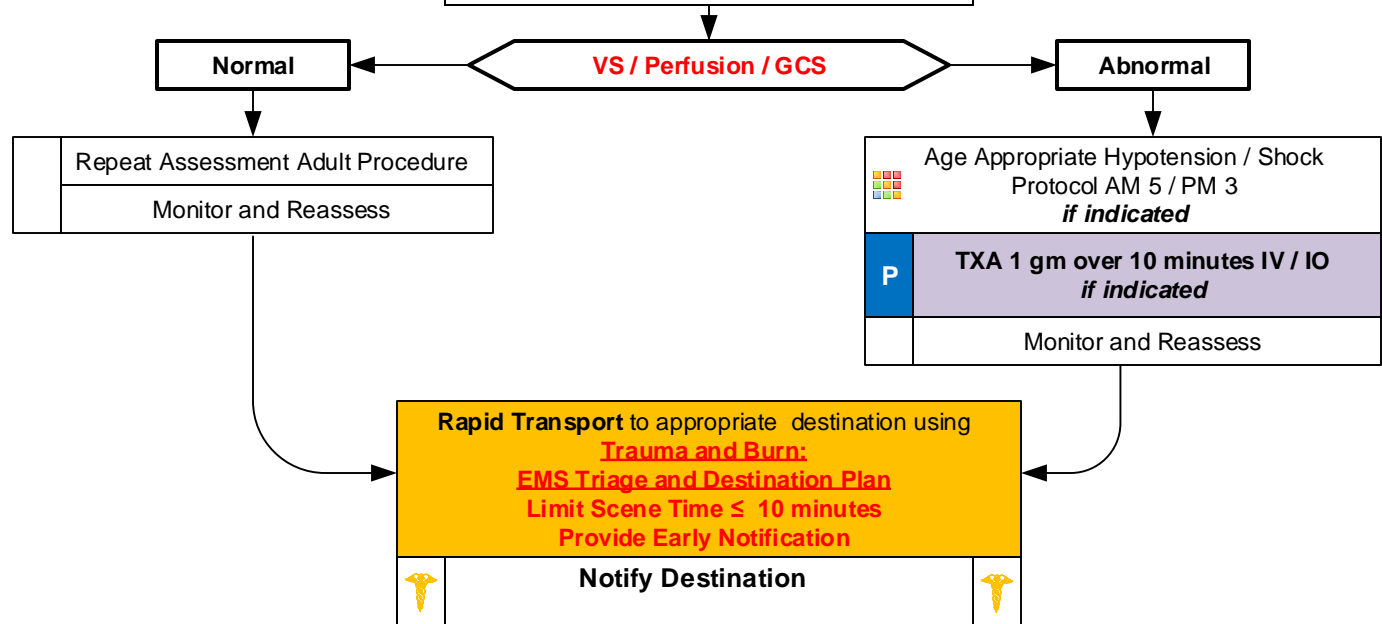 VS / Perfusion / GCS
Normal
Abnormal
Repeat Assessment Adult Procedure
Monitor and Reassess
Age Appropriate Hypotension / Shock
Protocol AM 5 / PM 3
if indicated
P
TXA 1 gm over 10 minutes IV / IO
if indicated
Monitor and Reassess
Rapid Transport to appropriate destination using
Trauma and Burn:
EMS Triage and Destination Plan
Limit Scene Time ≤ 10 minutes
Provide Early Notification
Notify Destination